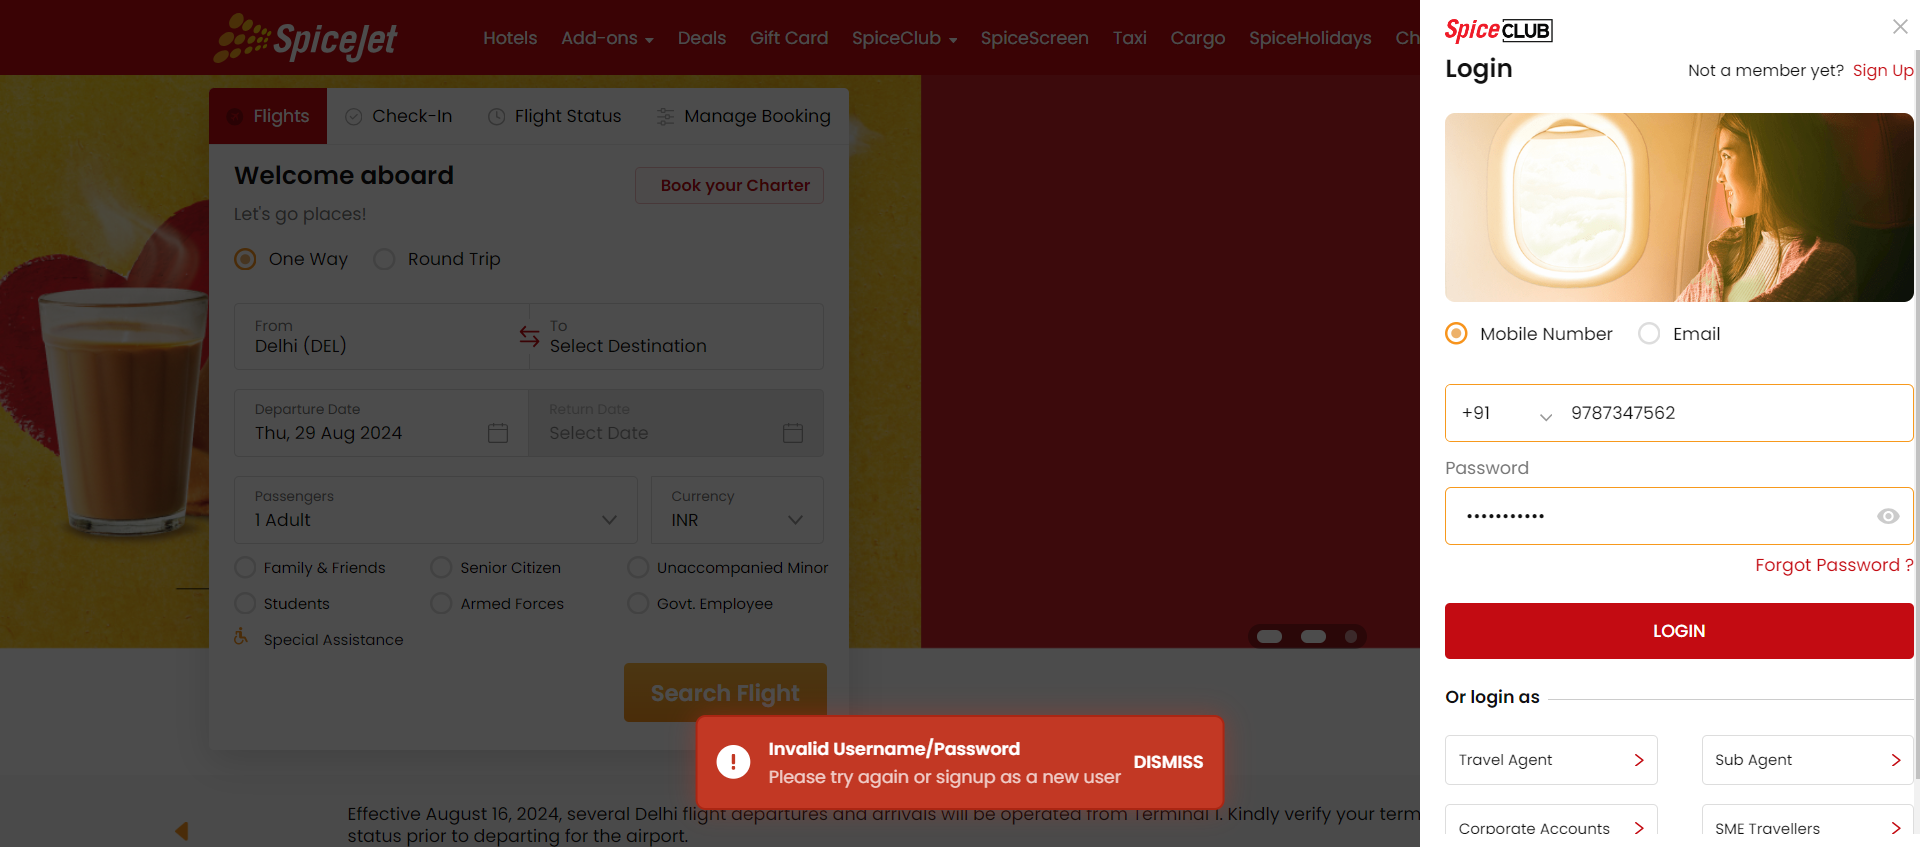 SpiceJet
Hotels Add-ons Deals Gift Card SpiceClub SpiceScreen Taxi Cargo SpiceHolidays Ch
Flights Check-In Flight Status Manage Booking
Welcome aboard
Book your Charter
Let's go places!
One Way Round Trip
From
Delhi (DEL)
To
Select Destination
Departure Date
Thu, 29 Aug 2024
Return Date
Select Date
Passengers
1 Adult
Currency
INR
Family & Friends Senior Citizen Unaccompanied Minor
Students Armed Forces Govt. Employee
Special Assistance
Search Flight
Invalid Username/Password
Please try again or signup as a new user
DISMISS
Effective August 16, 2024, several Delhi flight departures and arrivals will be operated from Terminal 1. Kindly verify your term
status prior to departing for the airport.
SpiceCLUB
Login
Not a member yet? Sign Up
Mobile Number Email
+91 9787347562
Password
•••••••••••
Forgot Password ?
LOGIN
Or login as
Travel Agent Sub Agent
Corporate Accounts SME Travellers